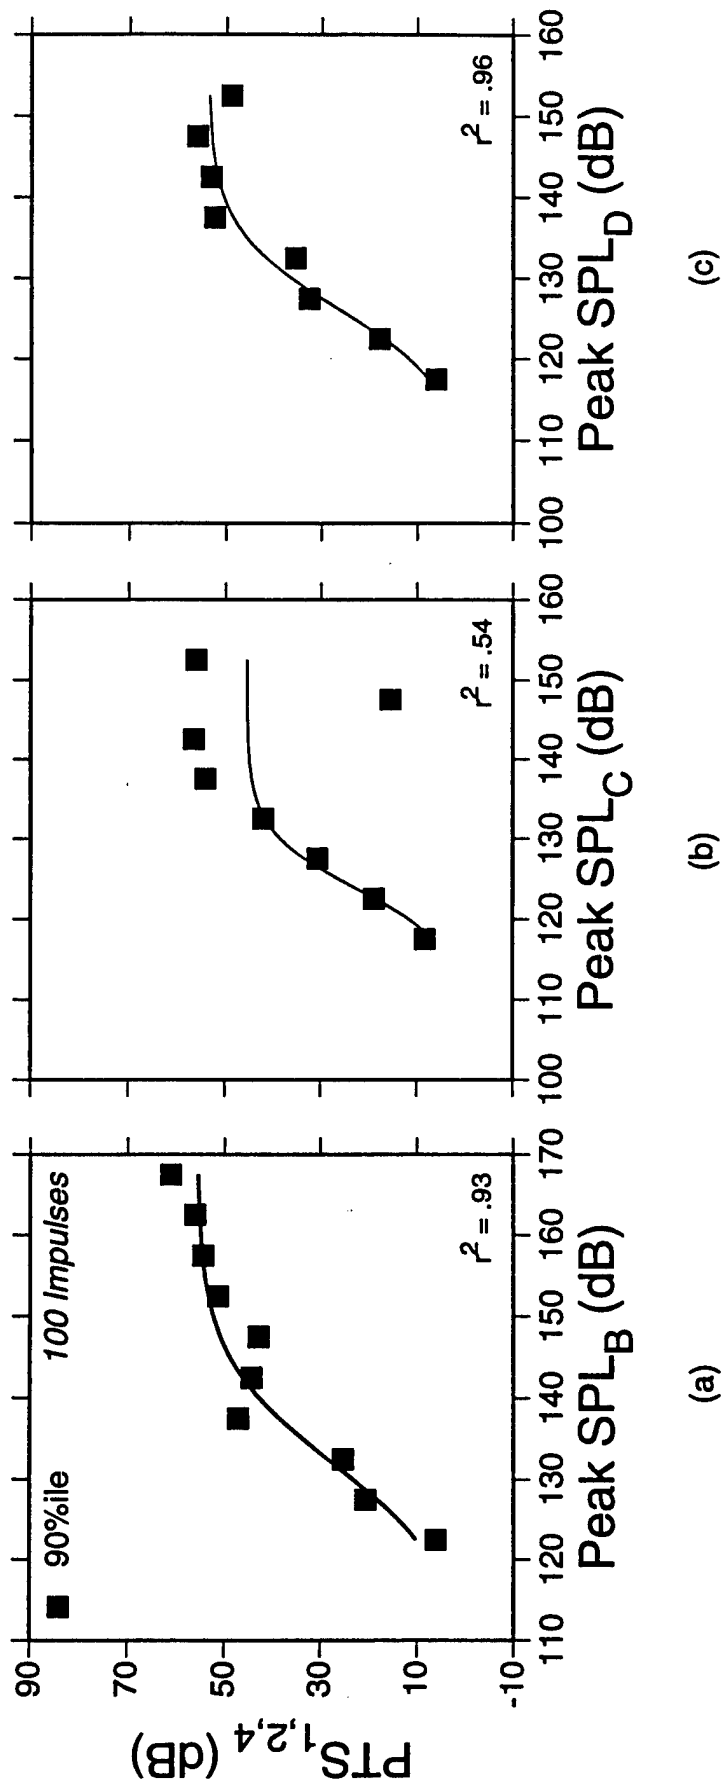 PTS1,2,4 (dB)
90
70
50
30
10
-10
90%ile
100 Impulses
r2 = .93
110 120 130 140 150 160 170
Peak SPLB (dB)
(a)
r2 = .54
100 110 120 130 140 150 160
Peak SPLC (dB)
(b)
r2 = .96
100 110 120 130 140 150 160
Peak SPLD (dB)
(c)